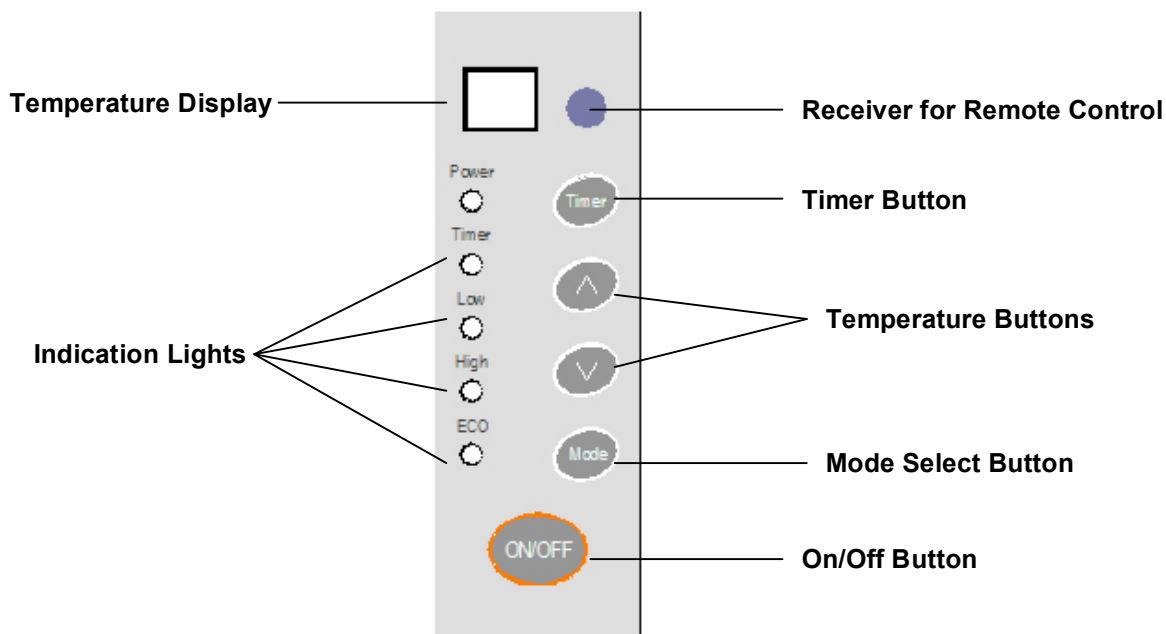 Temperature Display
Receiver for Remote Control
Power
Timer
Timer Button
Timer
∧
Low
Temperature Buttons
Indication Lights
High
∨
ECO
Mode
Mode Select Button
ON/OFF
On/Off Button